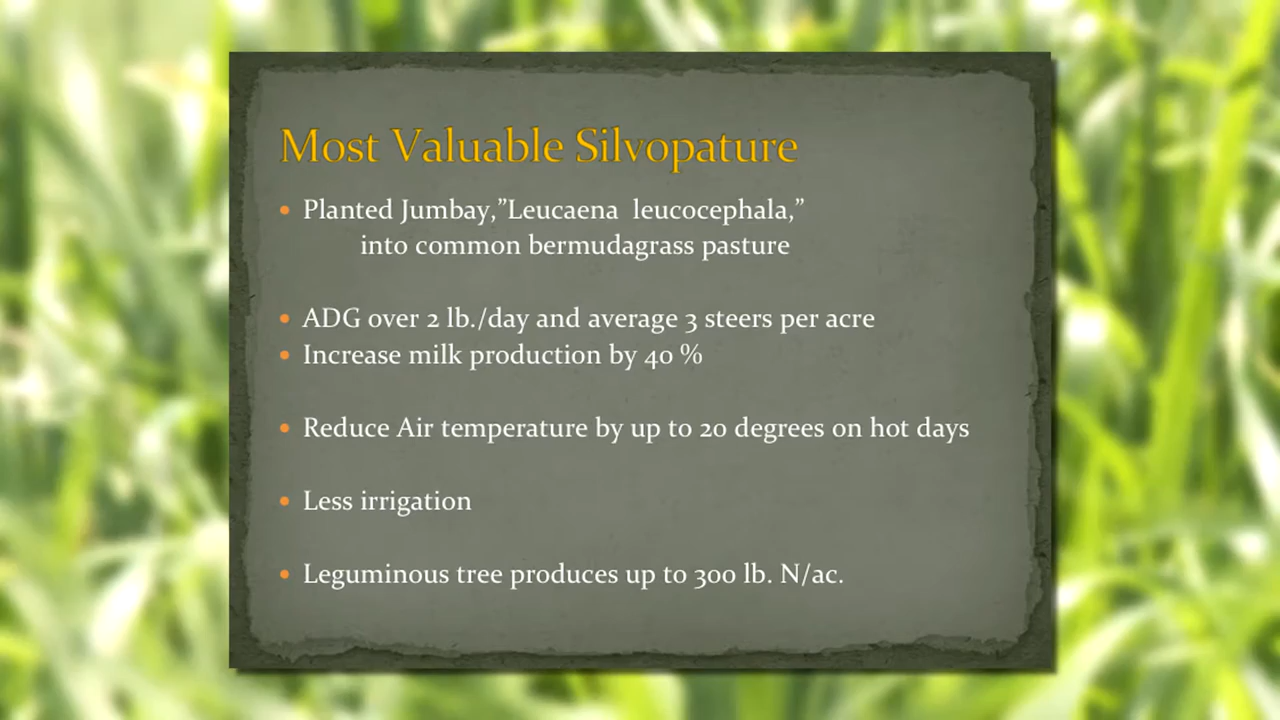 Most Valuable Silvopature
• Planted Jumbay,”Leucaena leucocephala,”
into common bermudagrass pasture
• ADG over 2 lb./day and average 3 steers per acre
• Increase milk production by 40 %
• Reduce Air temperature by up to 20 degrees on hot days
• Less irrigation
• Leguminous tree produces up to 300 lb. N/ac.